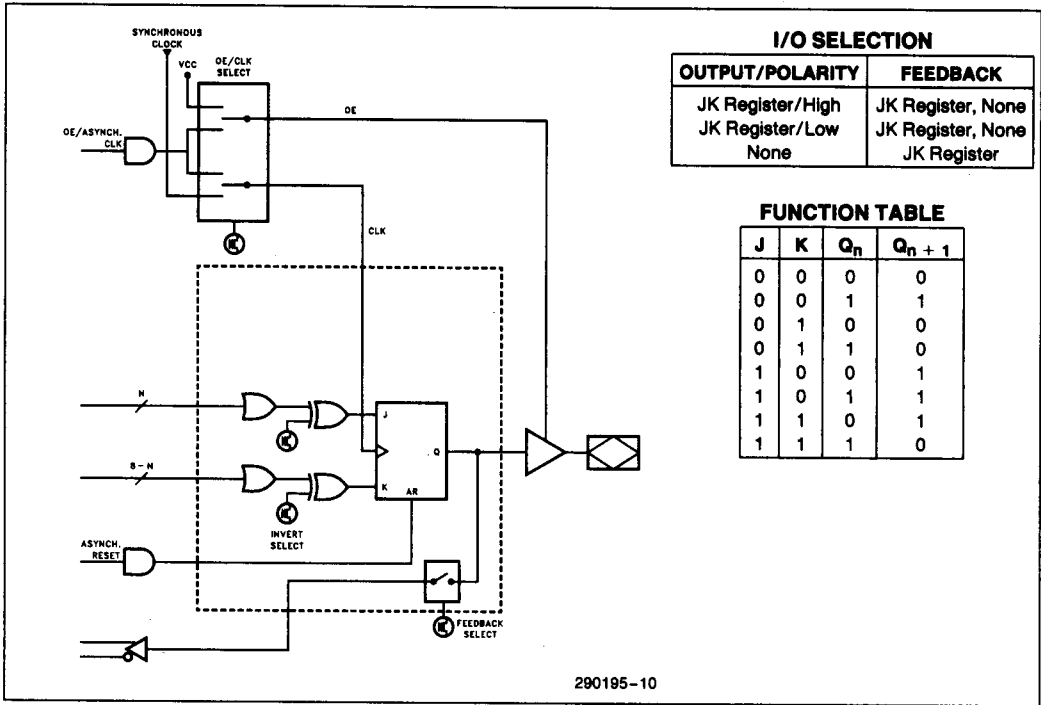 SYNCHRONOUS
CLOCK
VCC
OE/CLK
SELECT
OE
OE/ASYNCH.
CLK
CLK
N
8 - N
J
K
Q
AR
INVERT
SELECT
ASYNCH.
RESET
FEEDBACK
SELECT
I/O SELECTION
OUTPUT/POLARITY FEEDBACK
JK Register/High JK Register, None
JK Register/Low JK Register, None
None JK Register
FUNCTION TABLE
J K Qn Qn + 1
0 0 0 0
0 0 1 1
0 1 0 0
0 1 1 0
1 0 0 1
1 0 1 1
1 1 0 1
1 1 1 0
290195-10